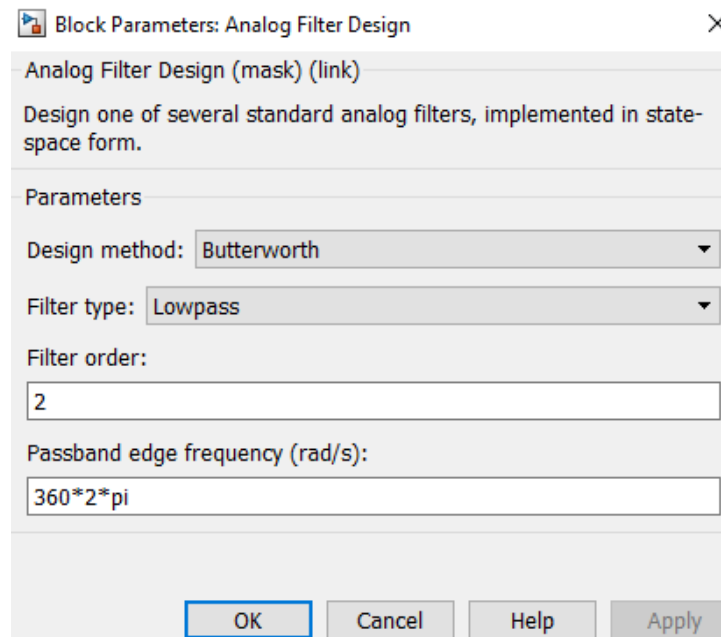 Block Parameters: Analog Filter Design
Analog Filter Design (mask) (link)
Design one of several standard analog filters, implemented in state-
space form.
Parameters
Design method: Butterworth
Filter type: Lowpass
Filter order:
2
Passband edge frequency (rad/s):
360*2*pi
OK Cancel Help Apply